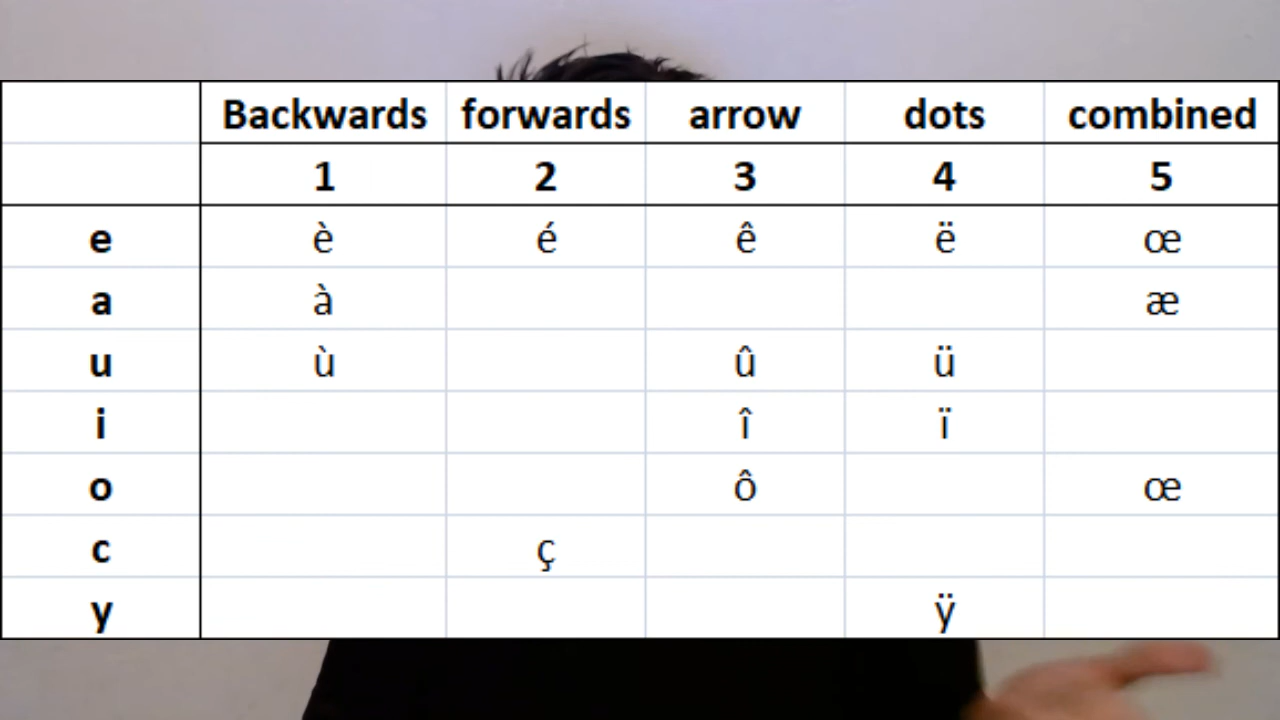 Backwards forwards arrow dots combined
1 2 3 4 5
e è é ê ë œ
a à æ
u ù û ü
i î ï
o ô œ
c ç
y ÿ